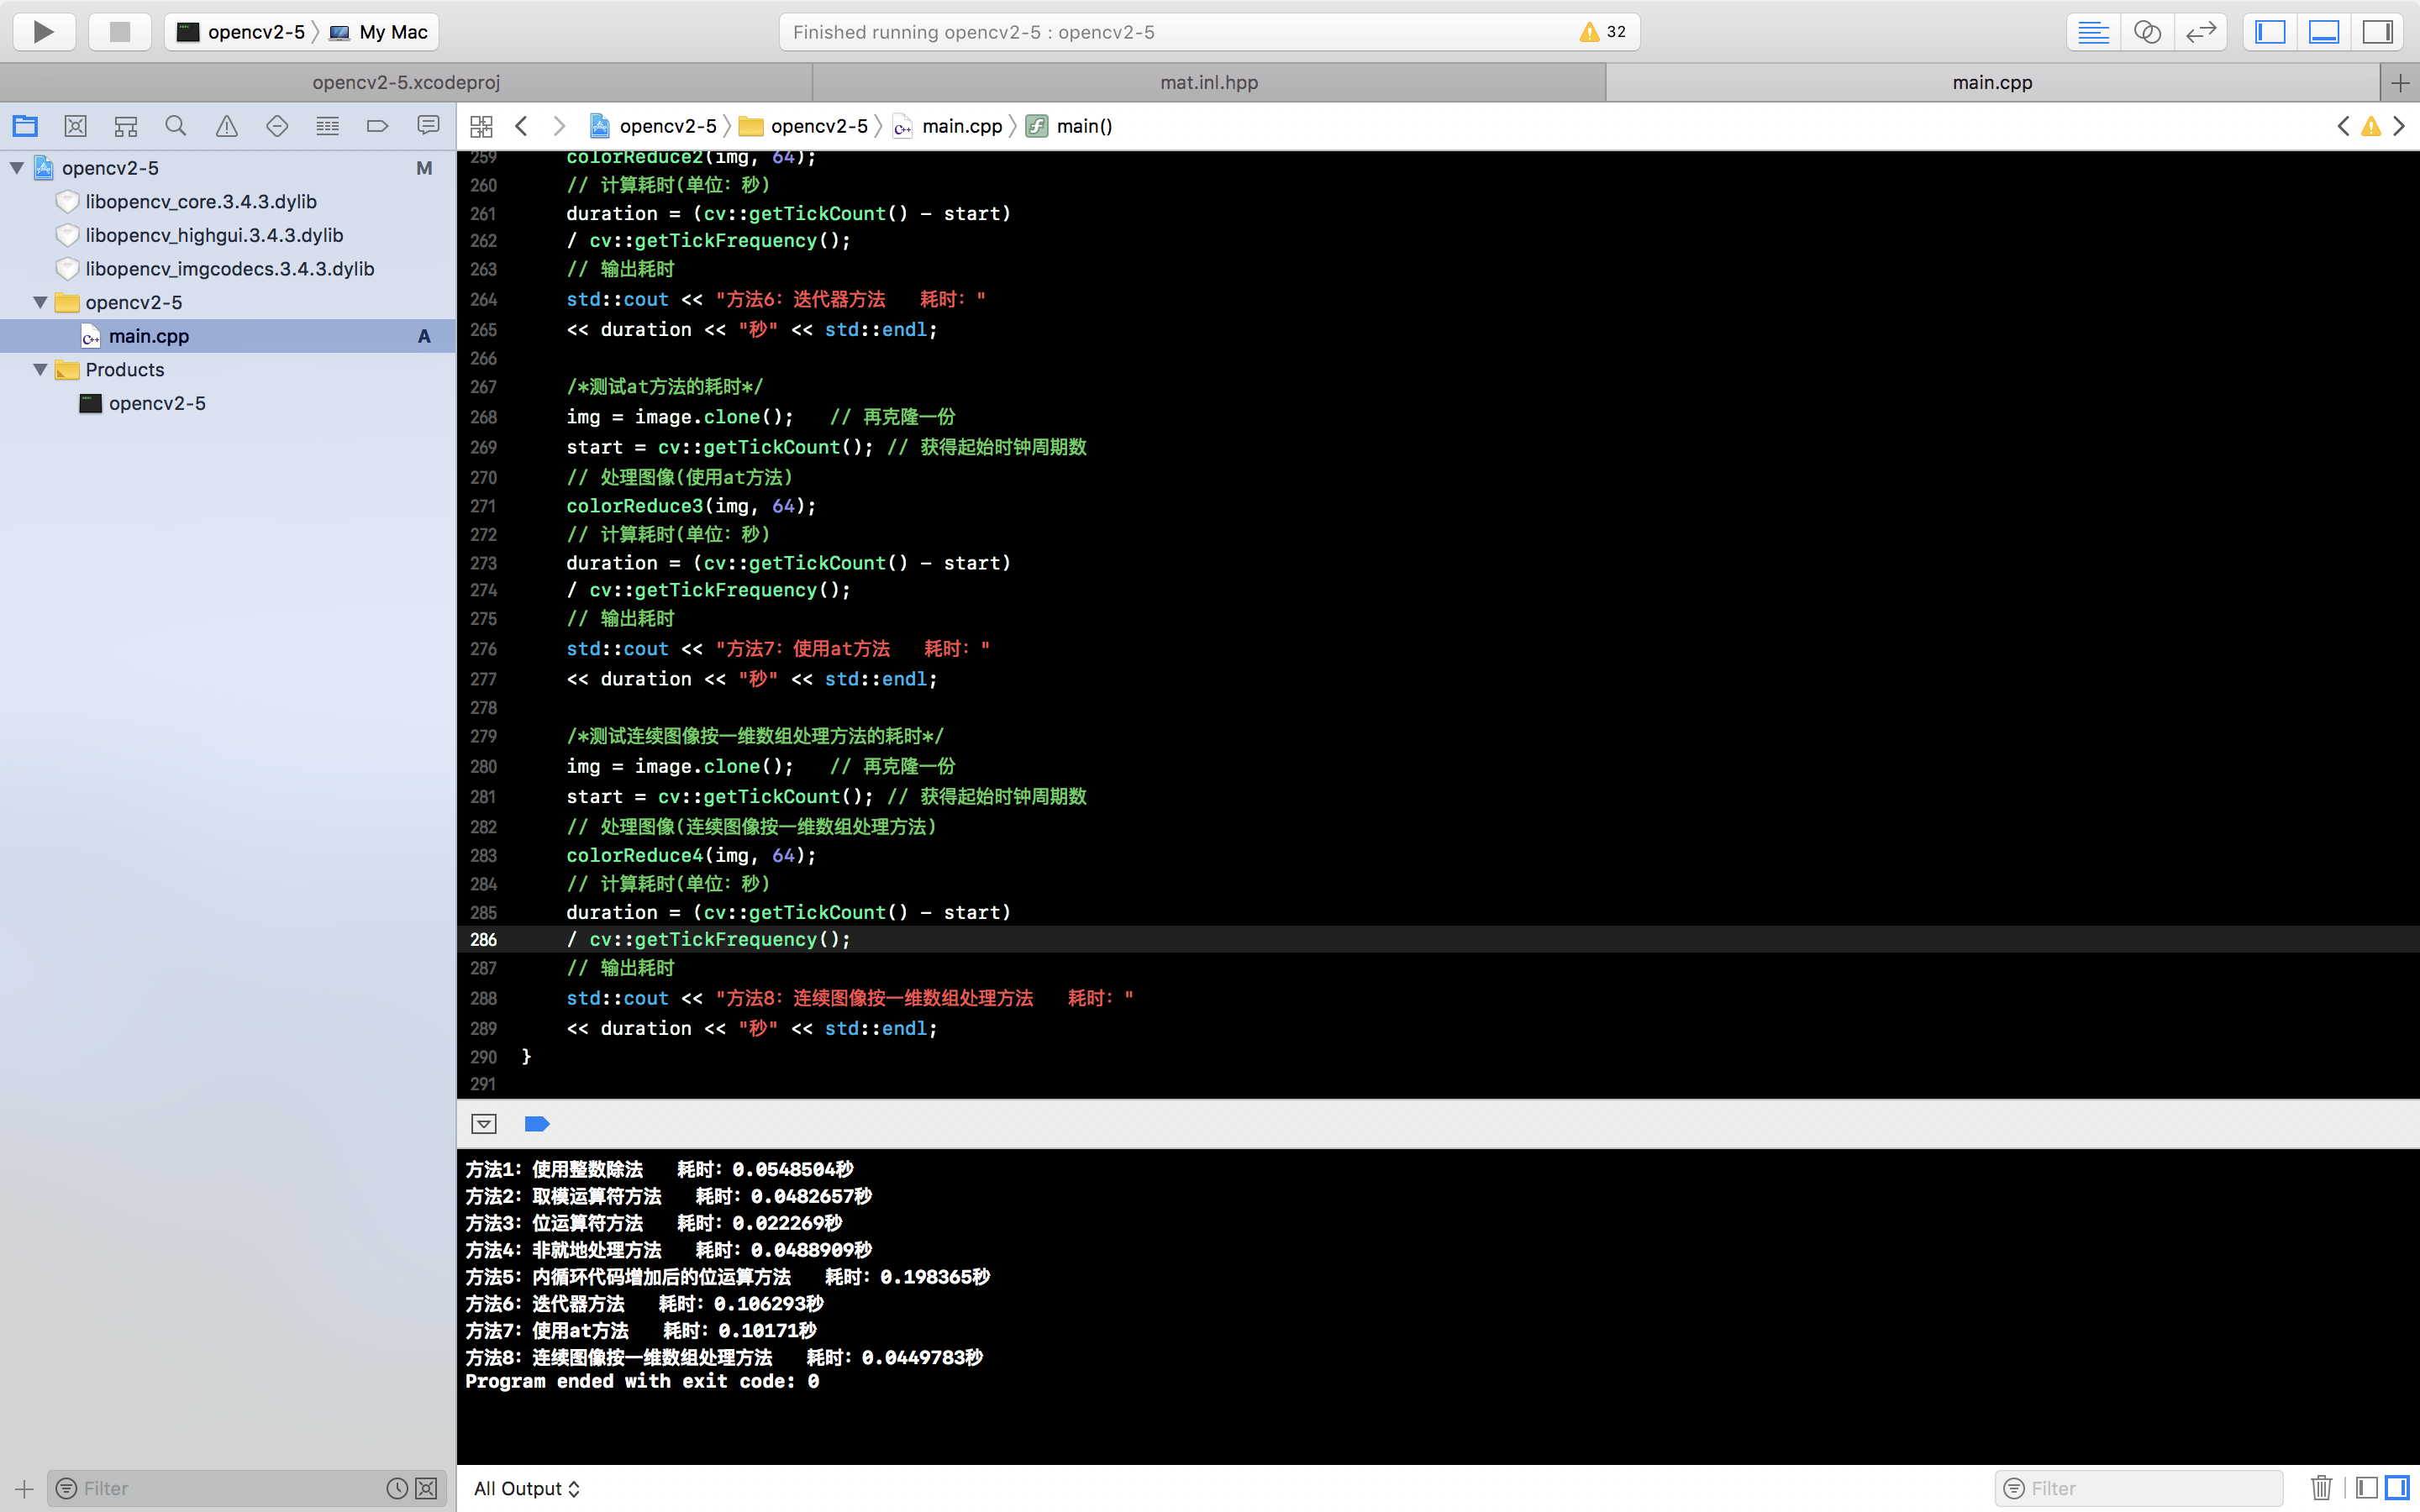 opencv2-5 〉 My Mac
Finished running opencv2-5 : opencv2-5
32
opencv2-5.xcodeproj
mat.inl.hpp
main.cpp
opencv2-5 〉 opencv2-5 〉 main.cpp 〉 main()
opencv2-5 M
libopencv_core.3.4.3.dylib
libopencv_highgui.3.4.3.dylib
libopencv_imgcodecs.3.4.3.dylib
opencv2-5
main.cpp A
Products
opencv2-5
Filter
259 colorReduce2(img, 64);
260 // 计算耗时(单位：秒)
261 duration = (cv::getTickCount() - start)
262 / cv::getTickFrequency();
263 // 输出耗时
264 std::cout << "方法6：迭代器方法   耗时："
265 << duration << "秒" << std::endl;
266
267 /*测试at方法的耗时*/
268 img = image.clone();   // 再克隆一份
269 start = cv::getTickCount(); // 获得起始时钟周期数
270 // 处理图像(使用at方法)
271 colorReduce3(img, 64);
272 // 计算耗时(单位：秒)
273 duration = (cv::getTickCount() - start)
274 / cv::getTickFrequency();
275 // 输出耗时
276 std::cout << "方法7：使用at方法   耗时："
277 << duration << "秒" << std::endl;
278
279 /*测试连续图像按一维数组处理方法的耗时*/
280 img = image.clone();   // 再克隆一份
281 start = cv::getTickCount(); // 获得起始时钟周期数
282 // 处理图像(连续图像按一维数组处理方法)
283 colorReduce4(img, 64);
284 // 计算耗时(单位：秒)
285 duration = (cv::getTickCount() - start)
286 / cv::getTickFrequency();
287 // 输出耗时
288 std::cout << "方法8：连续图像按一维数组处理方法   耗时："
289 << duration << "秒" << std::endl;
290 }
291
方法1：使用整数除法   耗时：0.0548504秒
方法2：取模运算符方法   耗时：0.0482657秒
方法3：位运算符方法   耗时：0.022269秒
方法4：非就地处理方法   耗时：0.0488909秒
方法5：内循环代码增加后的位运算方法   耗时：0.198365秒
方法6：迭代器方法   耗时：0.106293秒
方法7：使用at方法   耗时：0.10171秒
方法8：连续图像按一维数组处理方法   耗时：0.0449783秒
Program ended with exit code: 0
All Output
Filter